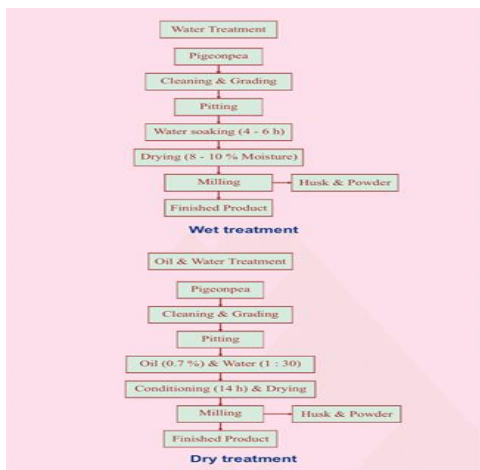 Water Treatment
Pigeonpea
Cleaning & Grading
Pitting
Water soaking (4 - 6 h)
Drying (8 - 10 % Moisture)
Milling
Husk & Powder
Finished Product
Wet treatment
Oil & Water Treatment
Pigeonpea
Cleaning & Grading
Pitting
Oil (0.7 %) & Water (1 : 30)
Conditioning (14 h) & Drying
Milling
Husk & Powder
Finished Product
Dry treatment